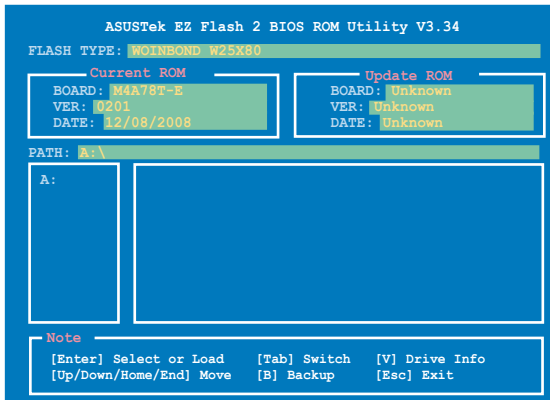 ASUSTek EZ Flash 2 BIOS ROM Utility V3.34
FLASH TYPE: WOINBOND W25X80
Current ROM
BOARD: M4A78T-E
VER: 0201
DATE: 12/08/2008
Update ROM
BOARD: Unknown
VER: Unknown
DATE: Unknown
PATH: A:\
A:
Note
[Enter] Select or Load [Tab] Switch [V] Drive Info
[Up/Down/Home/End] Move [B] Backup [Esc] Exit